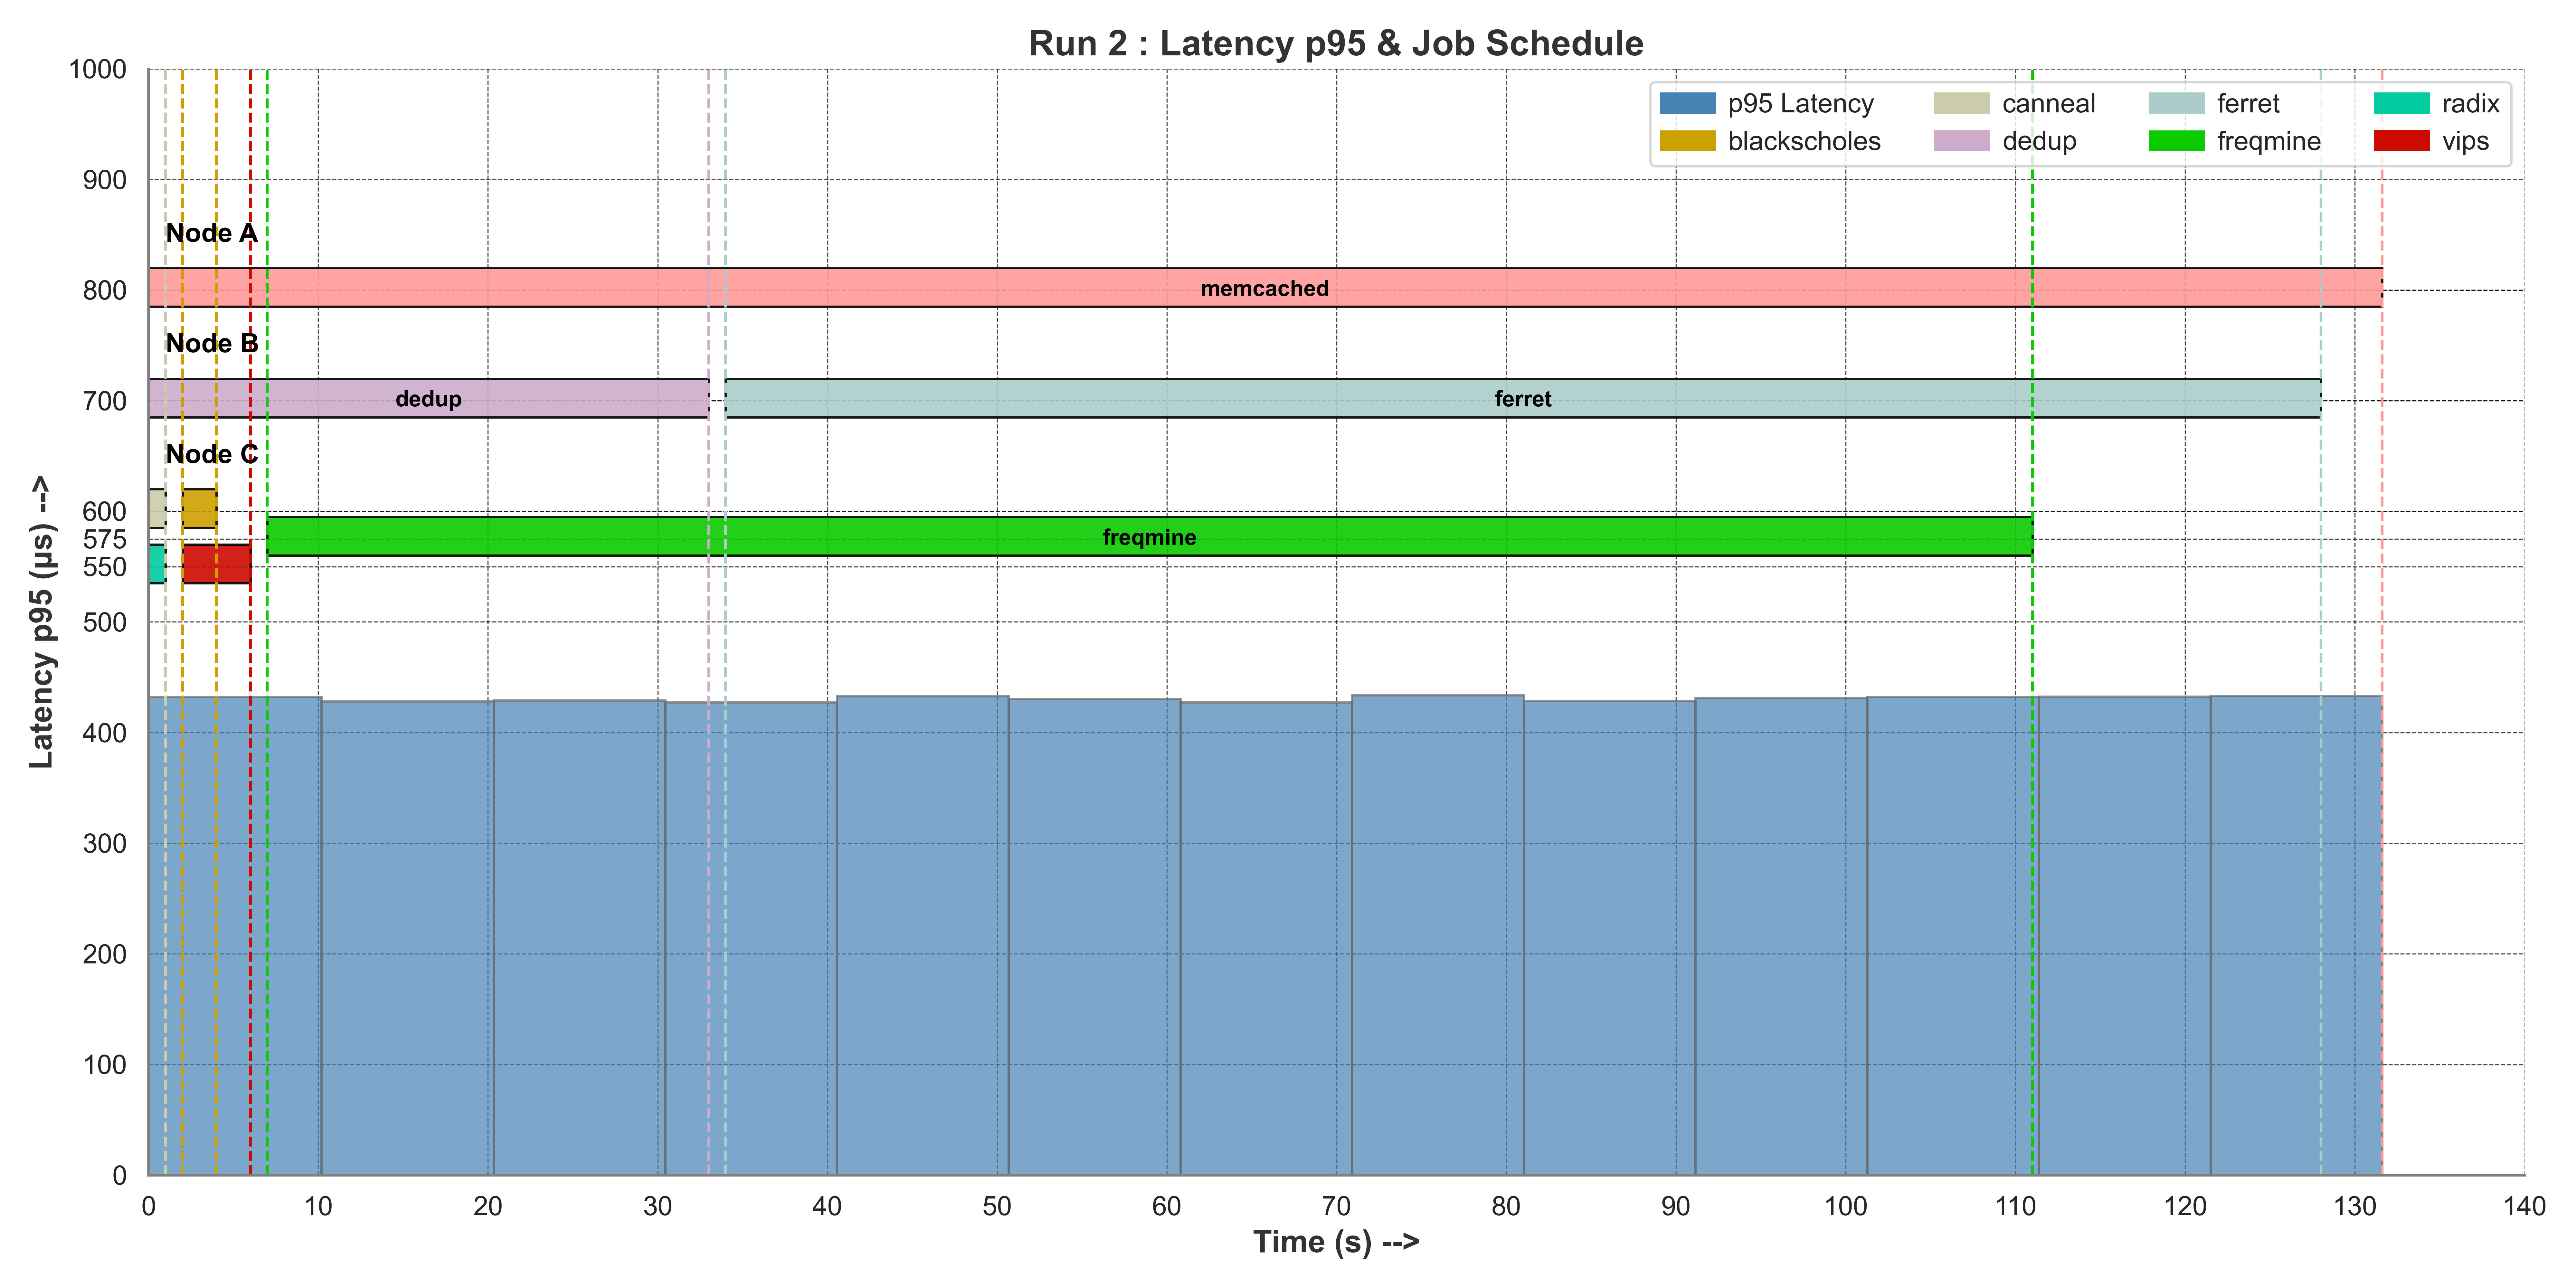 Run 2 : Latency p95 & Job Schedule
1000
900
800
700
600
575
550
500
400
300
200
100
0
Latency p95 (µs) -->
p95 Latency
blackscholes
canneal
dedup
ferret
freqmine
radix
vips
Node A
memcached
Node B
dedup
ferret
Node C
freqmine
0 10 20 30 40 50 60 70 80 90 100 110 120 130 140
Time (s) -->